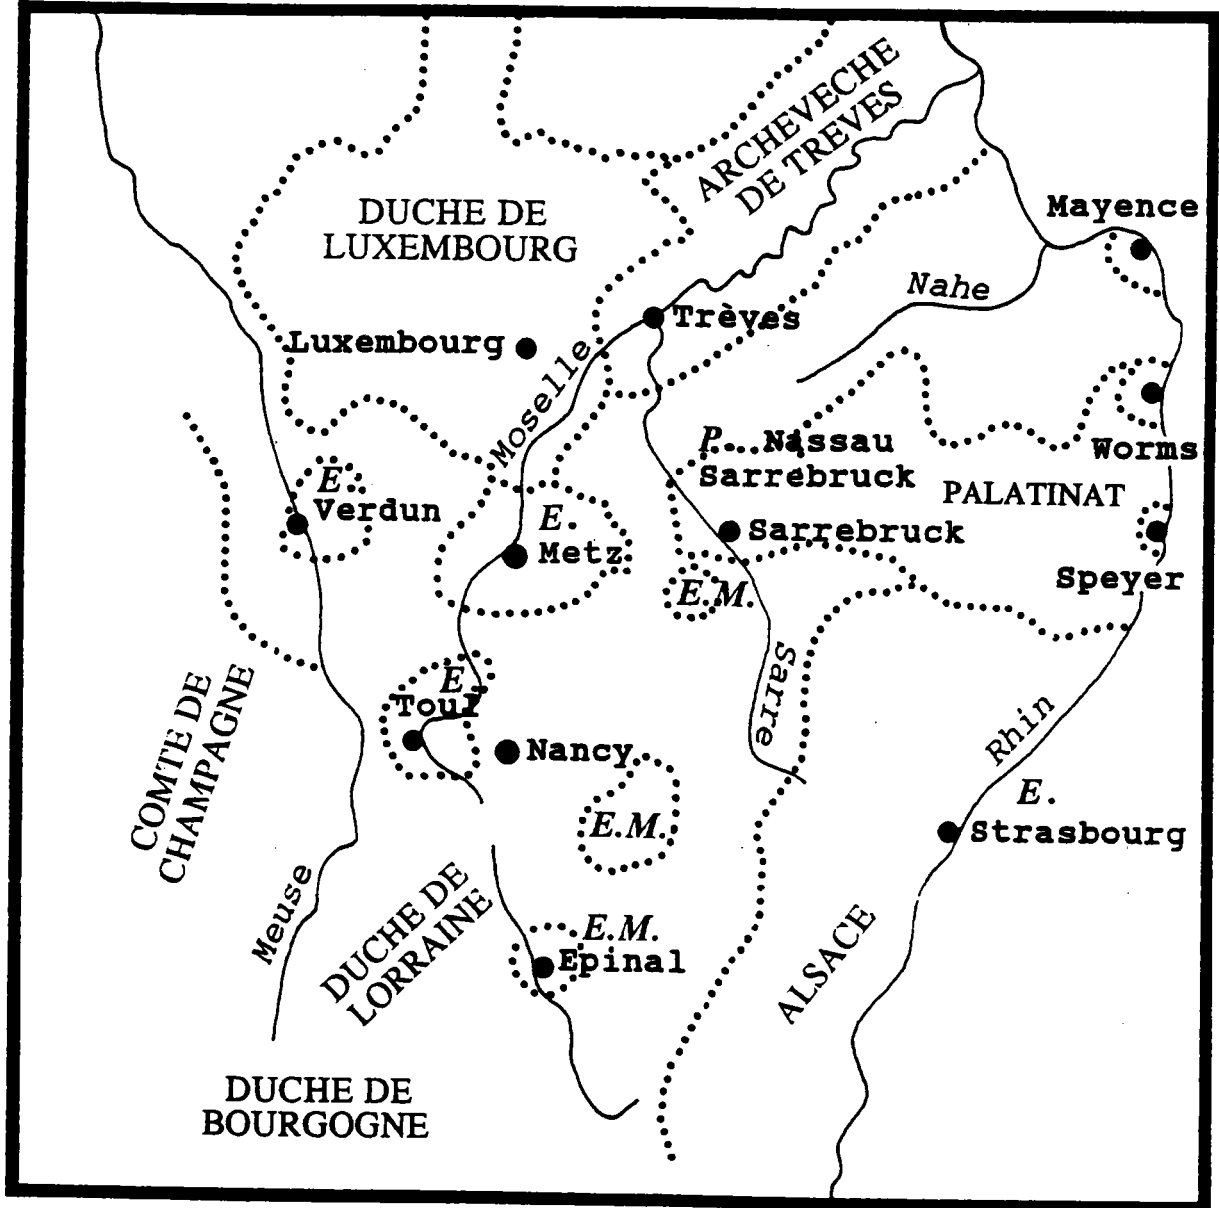 ARCHEVECHE
DE TREVES
DUCHE DE
LUXEMBOURG
Mayence
Nahe
Trèves
Luxembourg
Moselle
P. Nassau
Sarrebruck
Worms
PALATINAT
E.
Verdun
E.
Metz
Sarrebruck
Speyer
E.M.
E
Toul
Sarre
COMTE DE
CHAMPAGNE
Nancy
Rhin
E.
Strasbourg
E.M.
Meuse
DUCHE DE
LORRAINE
E.M.
Epinal
ALSACE
DUCHE DE
BOURGOGNE